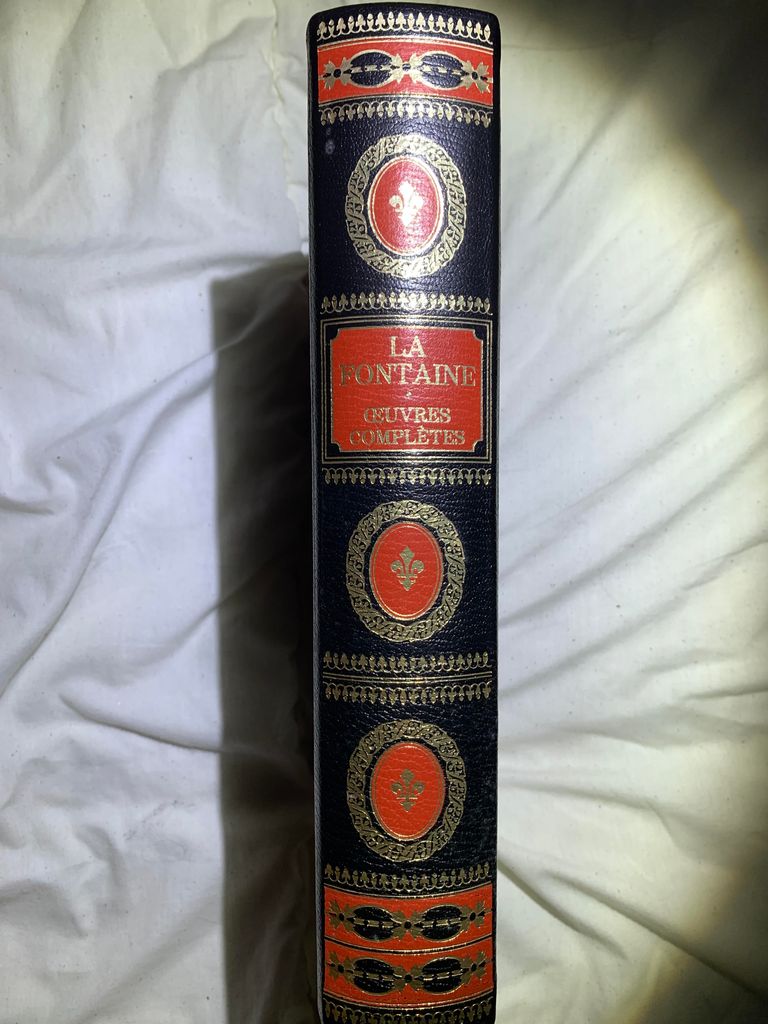 LA
FONTAINE
ŒUVRES
COMPLÈTES